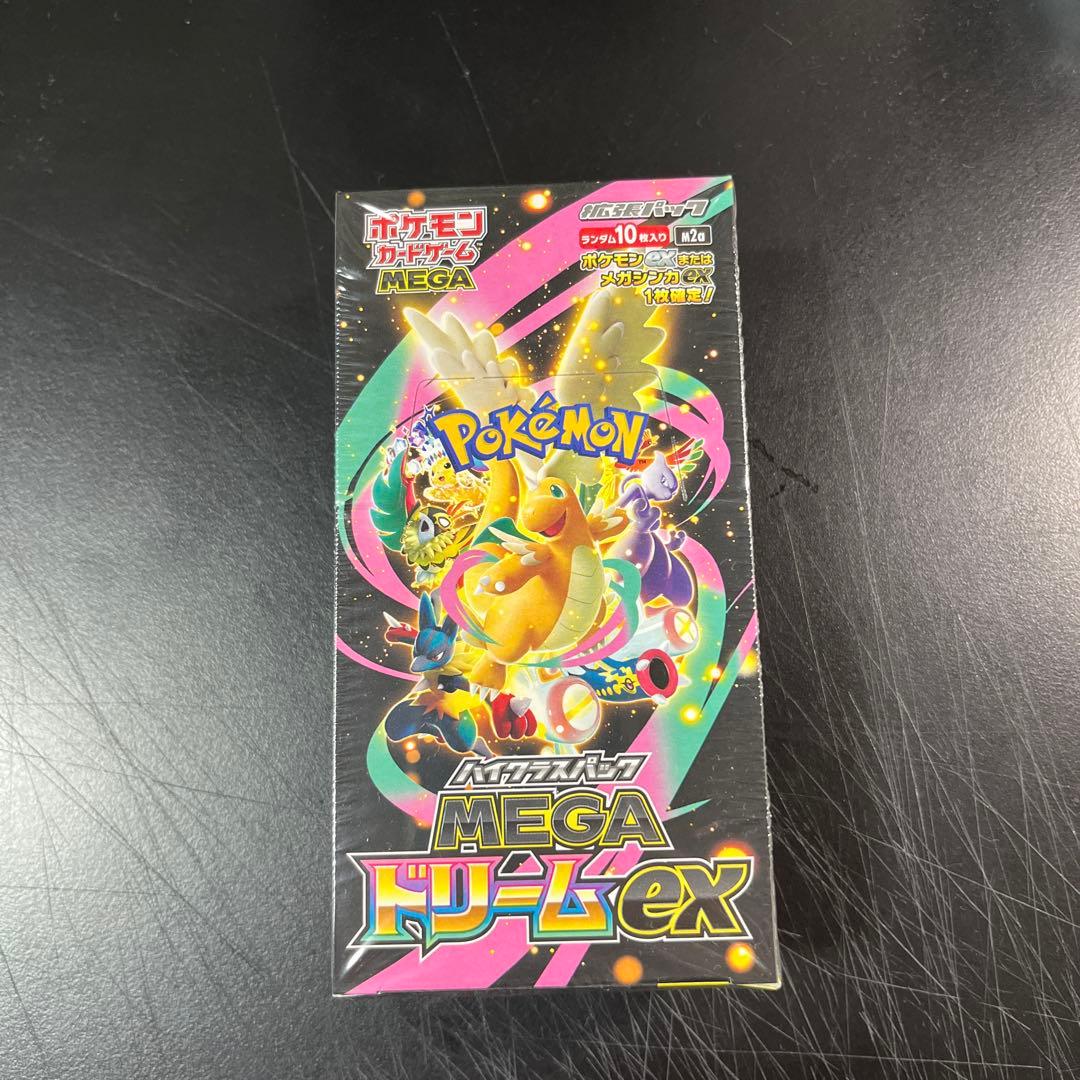 ポケモン
カードゲーム
MEGA
拡張パック
ランダム10枚入り M2a
ポケモンexまたは
メガシンカex
1枚確定!
POKéMON
TM
ハイクラスパック
MEGA
ドリームex